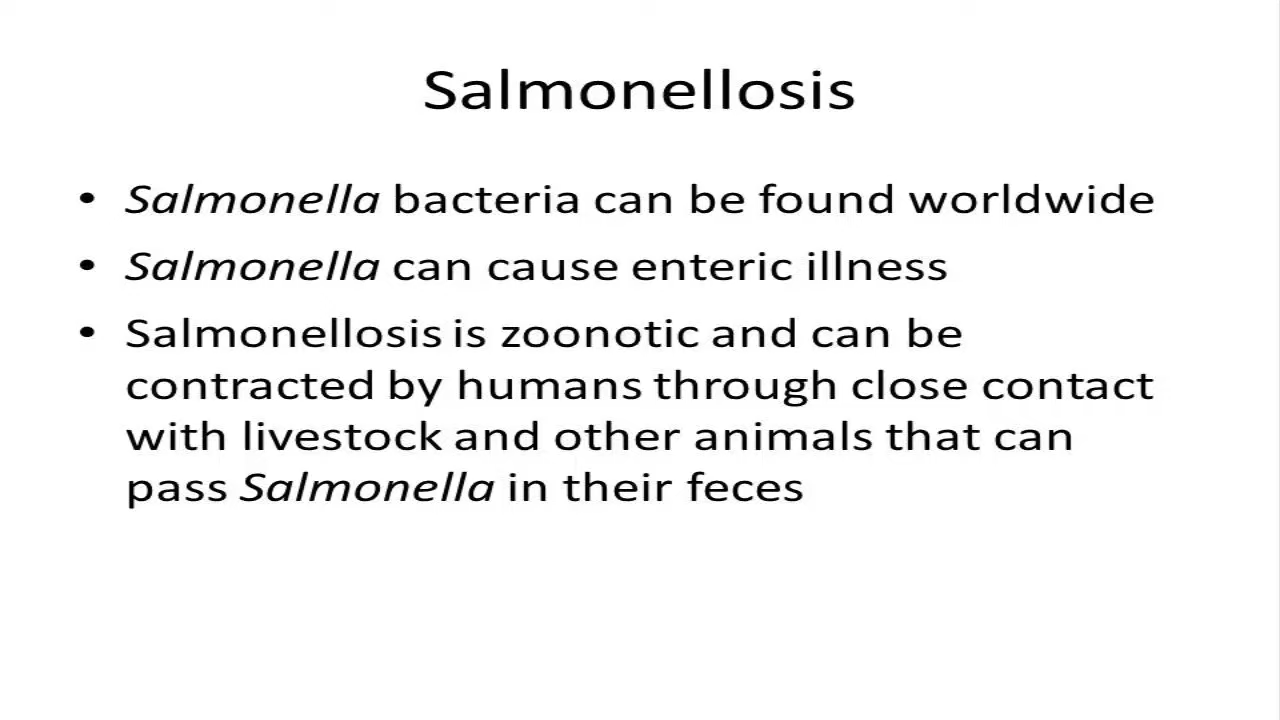 Salmonellosis
• Salmonella bacteria can be found worldwide
• Salmonella can cause enteric illness
• Salmonellosis is zoonotic and can be
contracted by humans through close contact
with livestock and other animals that can
pass Salmonella in their feces